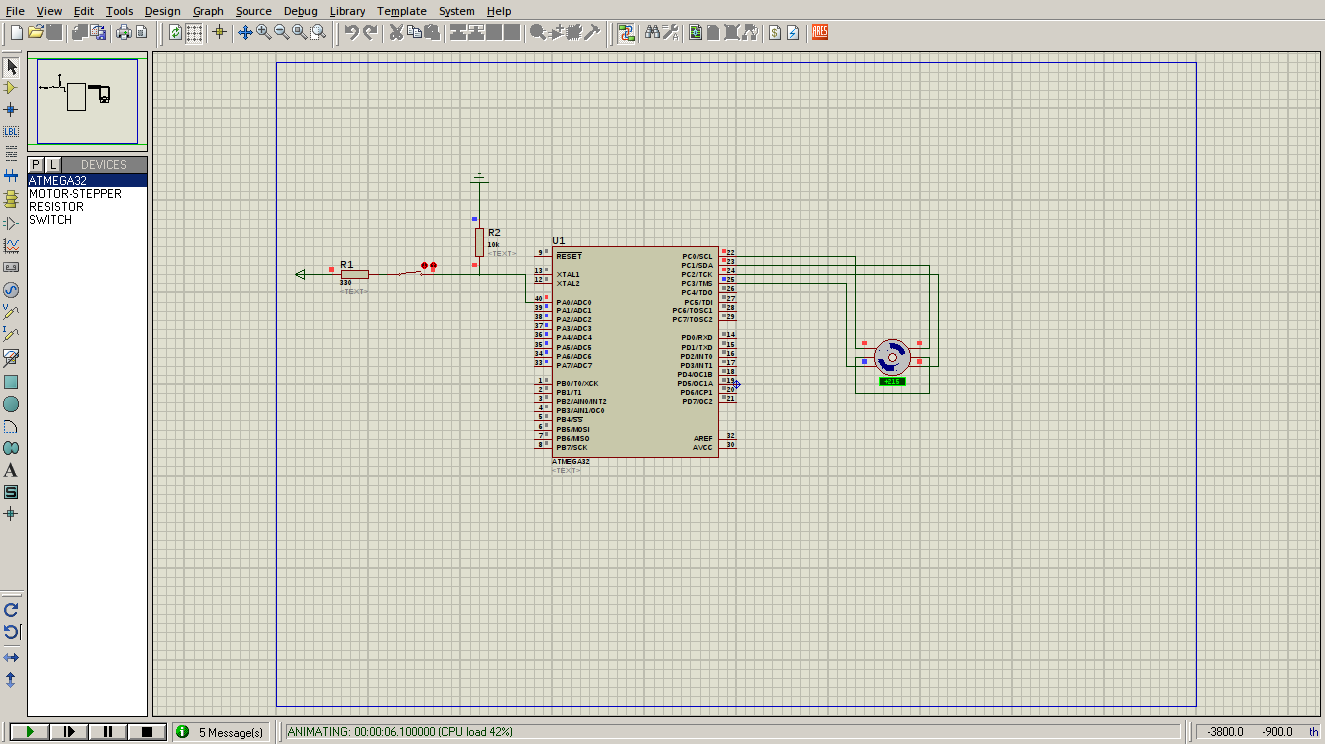 File View Edit Tools Design Graph Source Debug Library Template System Help
ARES
LBL
P L DEVICES
ATMEGA32
MOTOR-STEPPER
RESISTOR
SWITCH
A
S
R2
10k
<TEXT>
R1
330
<TEXT>
U1
9 RESET
13 XTAL1
12 XTAL2
40 PA0/ADC0
39 PA1/ADC1
38 PA2/ADC2
37 PA3/ADC3
36 PA4/ADC4
35 PA5/ADC5
34 PA6/ADC6
33 PA7/ADC7
1 PB0/T0/XCK
2 PB1/T1
3 PB2/AIN0/INT2
4 PB3/AIN1/OC0
5 PB4/SS
6 PB5/MOSI
7 PB6/MISO
8 PB7/SCK
PC0/SCL 22
PC1/SDA 23
PC2/TCK 24
PC3/TMS 25
PC4/TDO 26
PC5/TDI 27
PC6/TOSC1 28
PC7/TOSC2 29
PD0/RXD 14
PD1/TXD 15
PD2/INT0 16
PD3/INT1 17
PD4/OC1B 18
PD5/OC1A 19
PD6/ICP1 20
PD7/OC2 21
AREF 32
AVCC 30
ATMEGA32
<TEXT>
5 Message(s)
ANIMATING: 00:00:06.100000 (CPU load 42%)
-3800.0 -900.0 th